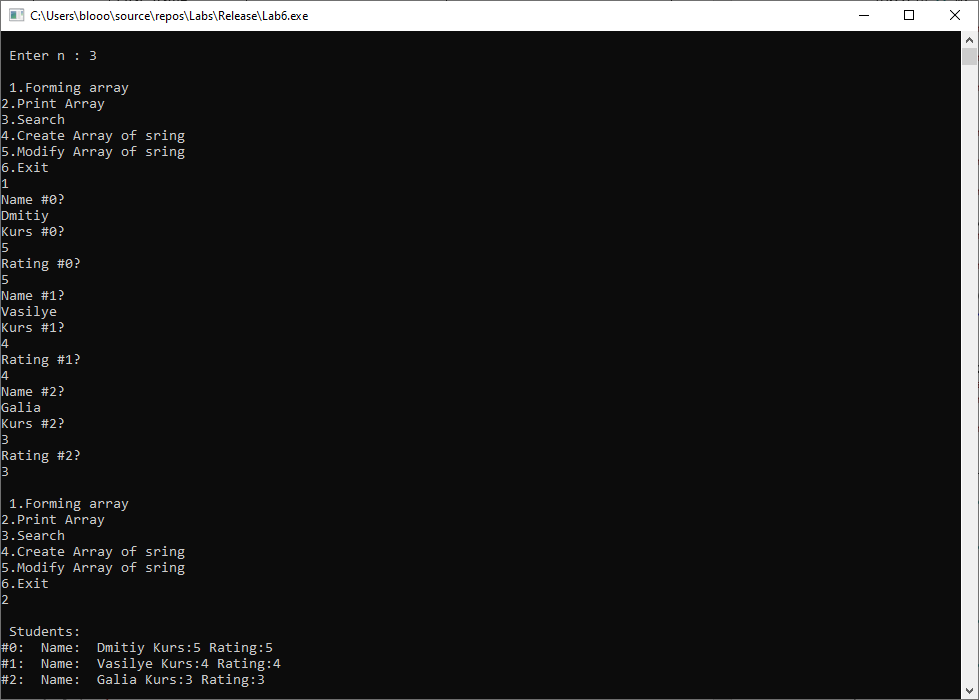 C:\Users\blooo\source\repos\Labs\Release\Lab6.exe
Enter n : 3
1.Forming array
2.Print Array
3.Search
4.Create Array of sring
5.Modify Array of sring
6.Exit
1
Name #0?
Dmitiy
Kurs #0?
5
Rating #0?
5
Name #1?
Vasilye
Kurs #1?
4
Rating #1?
4
Name #2?
Galia
Kurs #2?
3
Rating #2?
3
1.Forming array
2.Print Array
3.Search
4.Create Array of sring
5.Modify Array of sring
6.Exit
2
Students:
#0:  Name:  Dmitiy Kurs:5 Rating:5
#1:  Name:  Vasilye Kurs:4 Rating:4
#2:  Name:  Galia Kurs:3 Rating:3